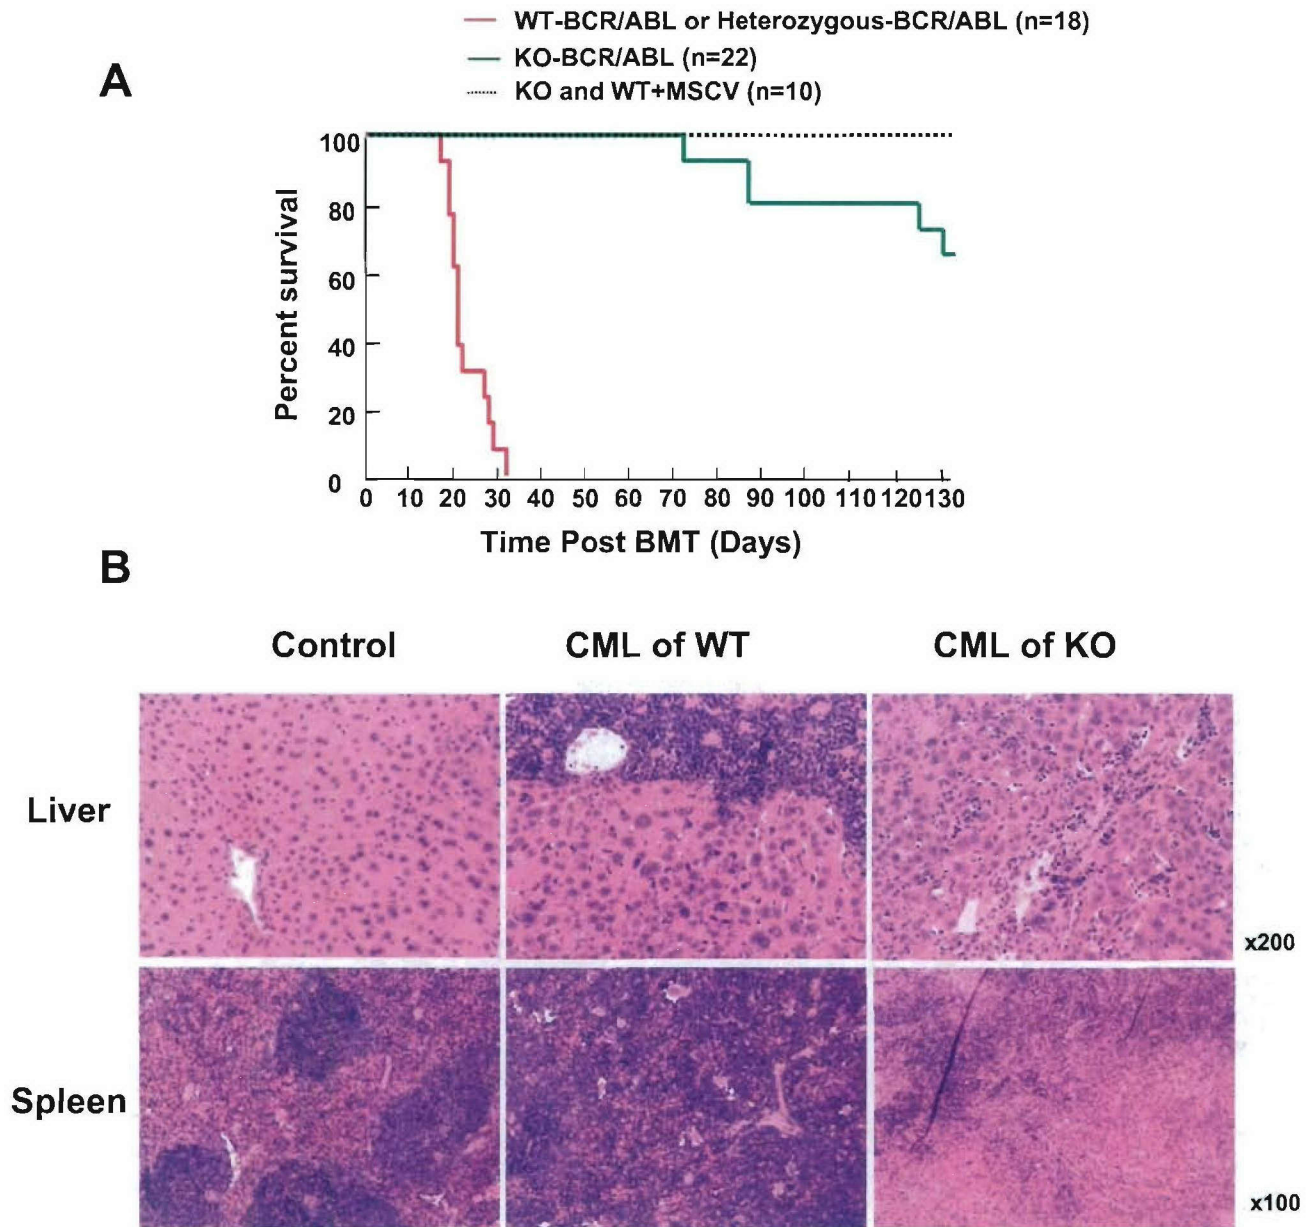 WT-BCR/ABL or Heterozygous-BCR/ABL (n=18)
KO-BCR/ABL (n=22)
KO and WT+MSCV (n=10)
A
100
80
60
40
20
0
Percent survival
0 10 20 30 40 50 60 70 80 90 100 110 120 130
Time Post BMT (Days)
B
Control CML of WT CML of KO
Liver
x200
Spleen
x100